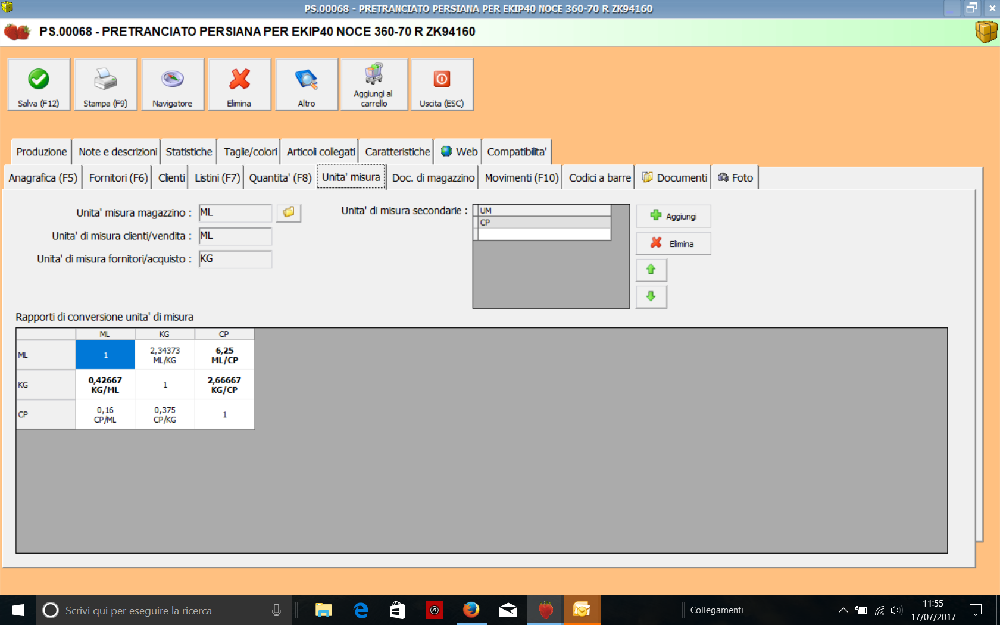 PS.00068 - PRETRANCIATO PERSIANA PER EKIP40 NOCE 360-70 R ZK94160
PS.00068 - PRETRANCIATO PERSIANA PER EKIP40 NOCE 360-70 R ZK94160
Salva (F12)
Stampa (F9)
Navigatore
Elimina
Altro
Aggiungi al
carrello
Uscita (ESC)
Produzione
Note e descrizioni
Statistiche
Taglie/colori
Articoli collegati
Caratteristiche
Web
Compatibilita'
Anagrafica (F5)
Fornitori (F6)
Clienti
Listini (F7)
Quantita' (F8)
Unita' misura
Doc. di magazzino
Movimenti (F10)
Codici a barre
Documenti
Foto
Unita' misura magazzino : ML
Unita' di misura clienti/vendita : ML
Unita' di misura fornitori/acquisto : KG
Unita' di misura secondarie :
UM
CP
Aggiungi
Elimina
Rapporti di conversione unita' di misura
ML KG CP
ML 1 2,34373 ML/KG 6,25 ML/CP
KG 0,42667 KG/ML 1 2,66667 KG/CP
CP 0,16 CP/ML 0,375 CP/KG 1
Scrivi qui per eseguire la ricerca
Collegamenti
11:55
17/07/2017